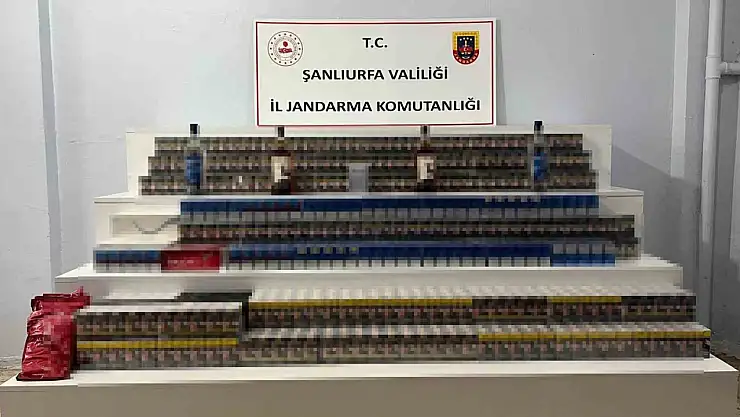 T.C.
ŞANLIURFA VALİLİĞİ
İL JANDARMA KOMUTANLIĞI